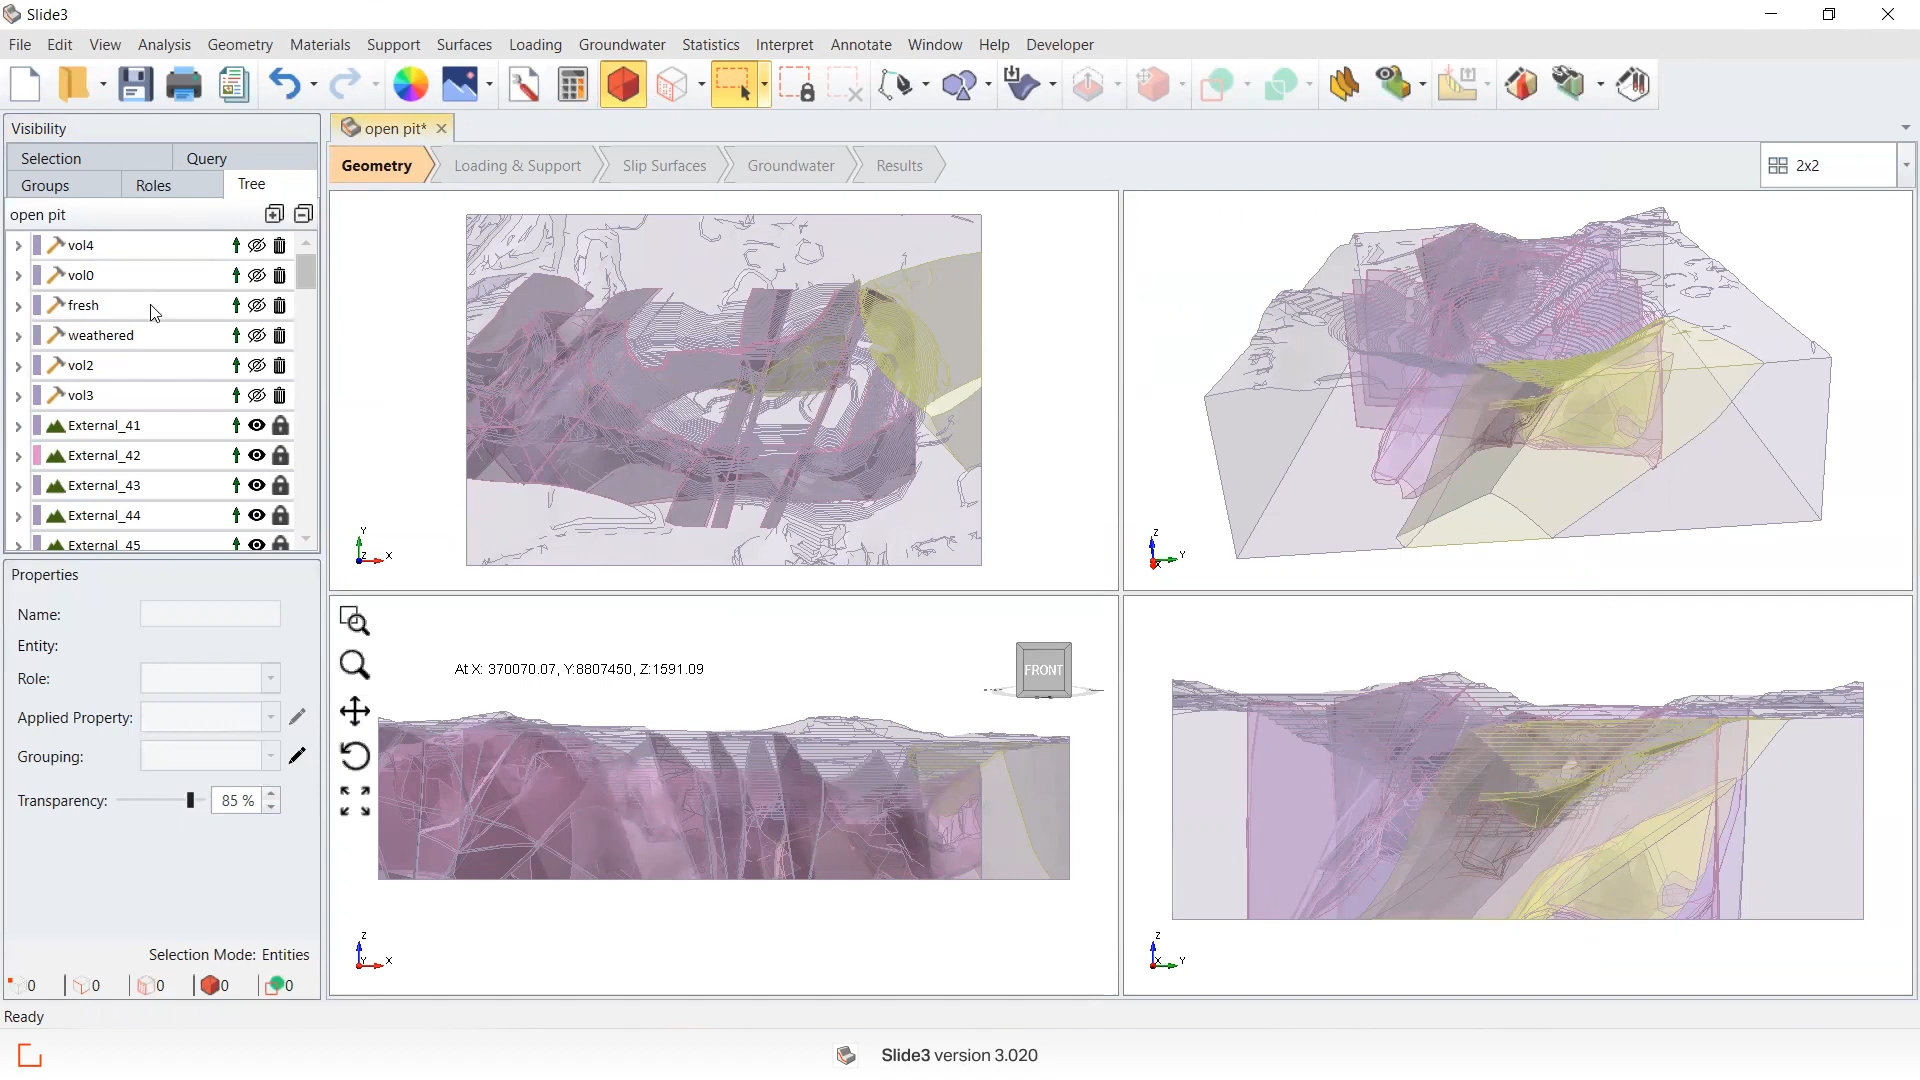 Slide3
File Edit View Analysis Geometry Materials Support Surfaces Loading Groundwater Statistics Interpret Annotate Window Help Developer
Visibility
Selection Query
Groups Roles Tree
open pit
vol4
vol0
fresh
weathered
vol2
vol3
External_41
External_42
External_43
External_44
External_45
Properties
Name:
Entity:
Role:
Applied Property:
Grouping:
Transparency: 85 %
Selection Mode: Entities
0 0 0 0 0
Ready
open pit*
Geometry Loading & Support Slip Surfaces Groundwater Results
2x2
Y
Z X
Z
X Y
At X: 370070.07, Y:8807450, Z:1591.09
FRONT
Z
Y X
Z
X Y
Slide3 version 3.020